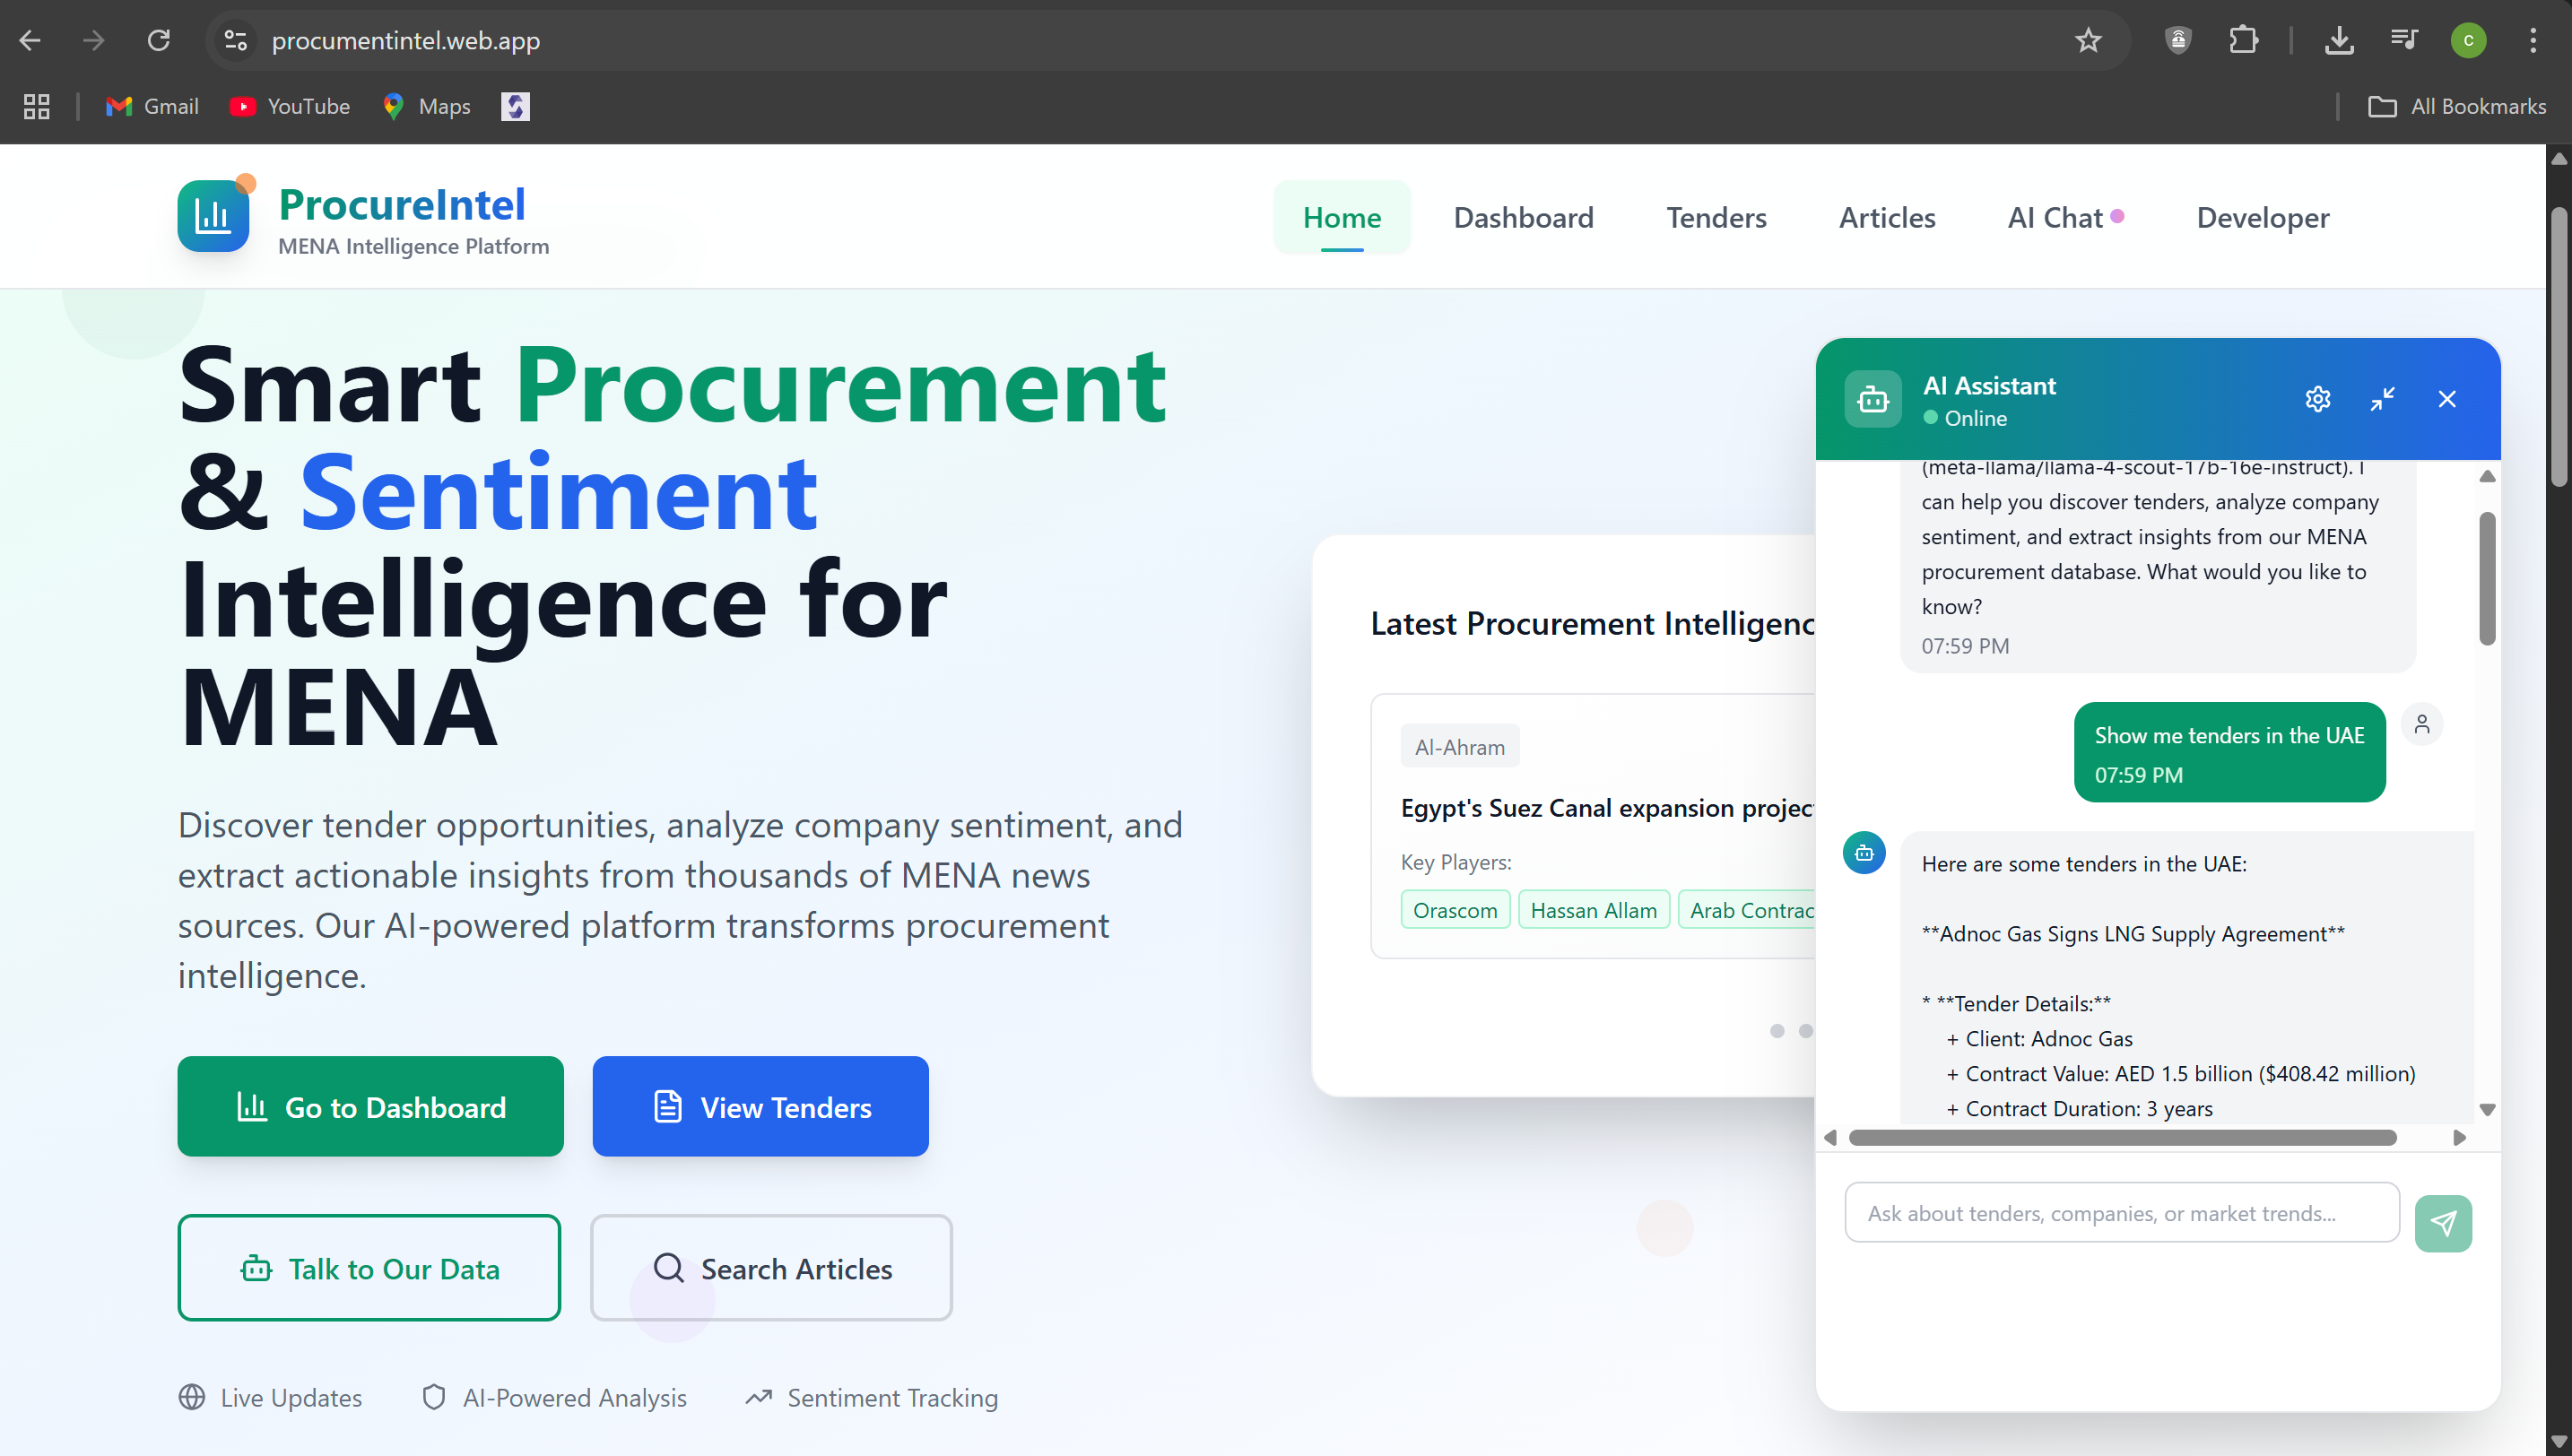 procumentintel.web.app
C
Gmail
YouTube
Maps
All Bookmarks
ProcureIntel
MENA Intelligence Platform
Home
Dashboard
Tenders
Articles
AI Chat
Developer
Smart Procurement
& Sentiment
Intelligence for
MENA
Discover tender opportunities, analyze company sentiment, and
extract actionable insights from thousands of MENA news
sources. Our AI-powered platform transforms procurement
intelligence.
Go to Dashboard
View Tenders
Talk to Our Data
Search Articles
Live Updates
AI-Powered Analysis
Sentiment Tracking
Latest Procurement Intelligenc
Al-Ahram
Egypt's Suez Canal expansion projec
Key Players:
Orascom
Hassan Allam
Arab Contrac
AI Assistant
Online
(meta-llama/llama-4-scout-17b-16e-instruct). I
can help you discover tenders, analyze company
sentiment, and extract insights from our MENA
procurement database. What would you like to
know?
07:59 PM
Show me tenders in the UAE
07:59 PM
Here are some tenders in the UAE:
**Adnoc Gas Signs LNG Supply Agreement**
* **Tender Details:**
+ Client: Adnoc Gas
+ Contract Value: AED 1.5 billion ($408.42 million)
+ Contract Duration: 3 years
Ask about tenders, companies, or market trends...